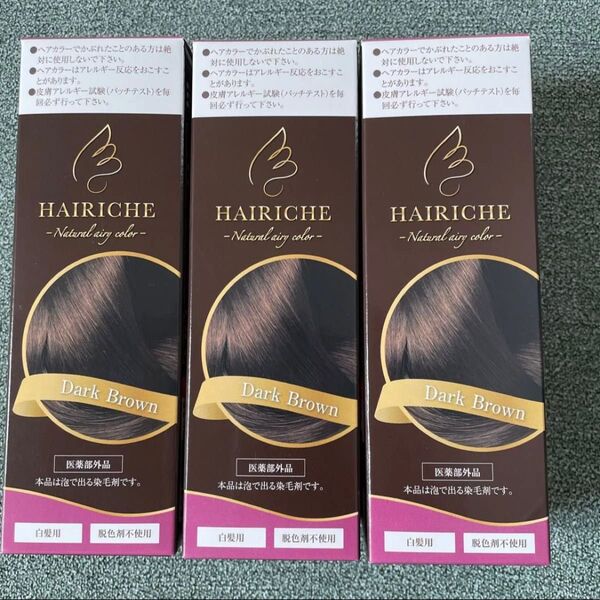 ●ヘアカラーでかぶれたことのある方は絶
対に使用しないで下さい。
●ヘアカラーはアレルギー反応をおこすこ
とがあります。
●皮膚アレルギー試験（パッチテスト）を毎
回必ず行って下さい。
HAIRICHE
- Natural airy color -
Dark Brown
医薬部外品
本品は泡で出る染毛剤です。
白髪用
脱色剤不使用
●ヘアカラーでかぶれたことのある方は絶
対に使用しないで下さい。
●ヘアカラーはアレルギー反応をおこすこ
とがあります。
●皮膚アレルギー試験（パッチテスト）を毎
回必ず行って下さい。
HAIRICHE
- Natural airy color -
Dark Brown
医薬部外品
本品は泡で出る染毛剤です。
白髪用
脱色剤不使用
●ヘアカラーでかぶれたことのある方は絶
対に使用しないで下さい。
●ヘアカラーはアレルギー反応をおこすこ
とがあります。
●皮膚アレルギー試験（パッチテスト）を毎
回必ず行って下さい。
HAIRICHE
- Natural airy color -
Dark Brown
医薬部外品
本品は泡で出る染毛剤です。
白髪用
脱色剤不使用